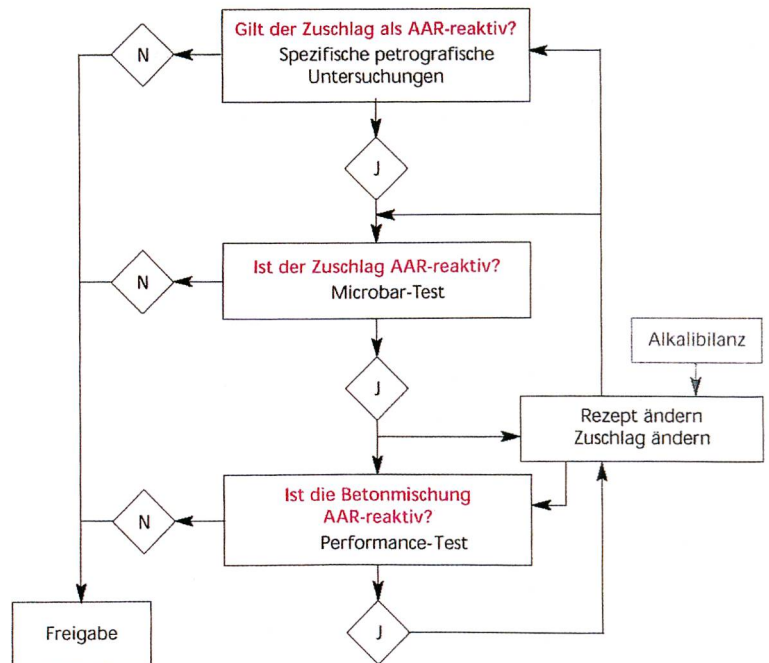 Gilt der Zuschlag als AAR-reaktiv?
Spezifische petrografische
Untersuchungen
N
J
Ist der Zuschlag AAR-reaktiv?
Microbar-Test
N
J
Alkalibilanz
Rezept ändern
Zuschlag ändern
Ist die Betonmischung
AAR-reaktiv?
Performance-Test
N
J
Freigabe